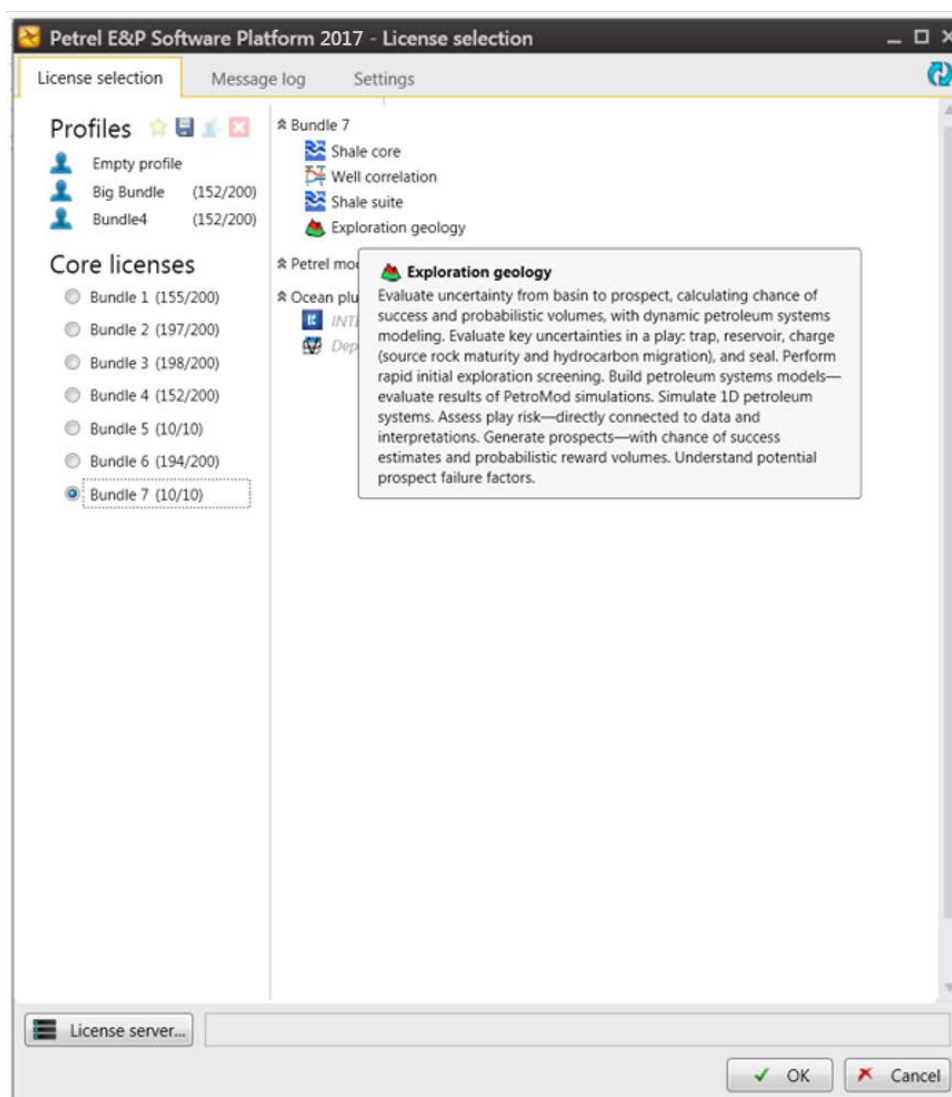 Petrel E&P Software Platform 2017 - License selection
License selection
Message log
Settings
Profiles
Empty profile
Big Bundle (152/200)
Bundle4 (152/200)
Core licenses
Bundle 1 (155/200)
Bundle 2 (197/200)
Bundle 3 (198/200)
Bundle 4 (152/200)
Bundle 5 (10/10)
Bundle 6 (194/200)
Bundle 7 (10/10)
Bundle 7
Shale core
Well correlation
Shale suite
Exploration geology
Petrel mo
Ocean plu
INT
Dep
Exploration geology
Evaluate uncertainty from basin to prospect, calculating chance of
success and probabilistic volumes, with dynamic petroleum systems
modeling. Evaluate key uncertainties in a play: trap, reservoir, charge
(source rock maturity and hydrocarbon migration), and seal. Perform
rapid initial exploration screening. Build petroleum systems models—
evaluate results of PetroMod simulations. Simulate 1D petroleum
systems. Assess play risk—directly connected to data and
interpretations. Generate prospects—with chance of success
estimates and probabilistic reward volumes. Understand potential
prospect failure factors.
License server...
OK
Cancel